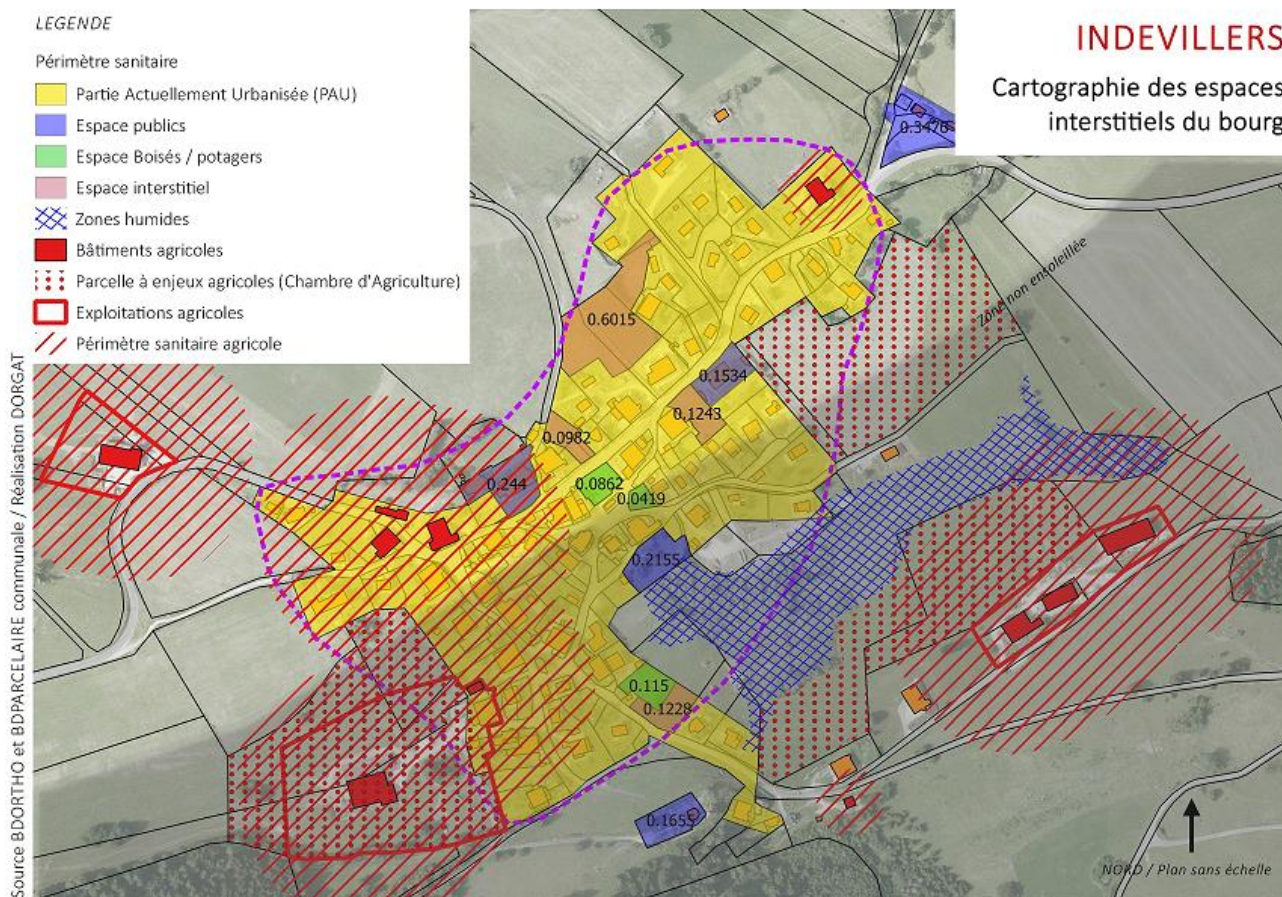 LEGENDE
Périmètre sanitaire
Partie Actuellement Urbanisée (PAU)
Espace publics
Espace Boisés / potagers
Espace interstitiel
Zones humides
Bâtiments agricoles
Parcelle à enjeux agricoles (Chambre d'Agriculture)
Exploitations agricoles
Périmètre sanitaire agricole
INDEVILLERS
Cartographie des espaces
interstitiels du bourg
0.3476
Zone non ensoleillée
0.6015
0.1534
0.1243
0.0982
0.244
0.0862
0.0419
0.2155
0.115
0.1228
0.1655
NORD / Plan sans échelle
Source BDORTHO et BDPARCELAIRE communale / Réalisation DORGAT